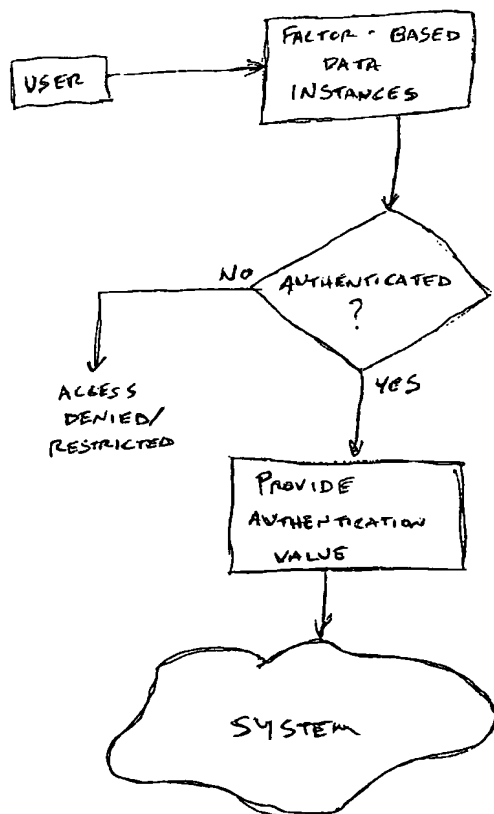 FACTOR-BASED
DATA
INSTANCES
USER
NO
AUTHENTICATED
?
YES
ACCESS
DENIED/
RESTRICTED
PROVIDE
AUTHENTICATION
VALUE
SYSTEM